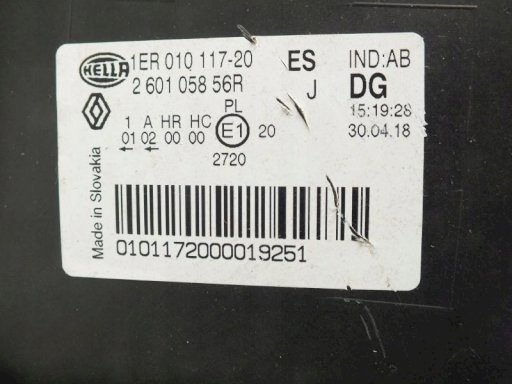 HELLA 1ER 010 117-20 ES IND:AB
2 601 058 56R J DG
PL 15:19:28
1 A HR HC E1 20 30.04.18
01 02 00 00
2720
Made in Slovakia
0101172000019251